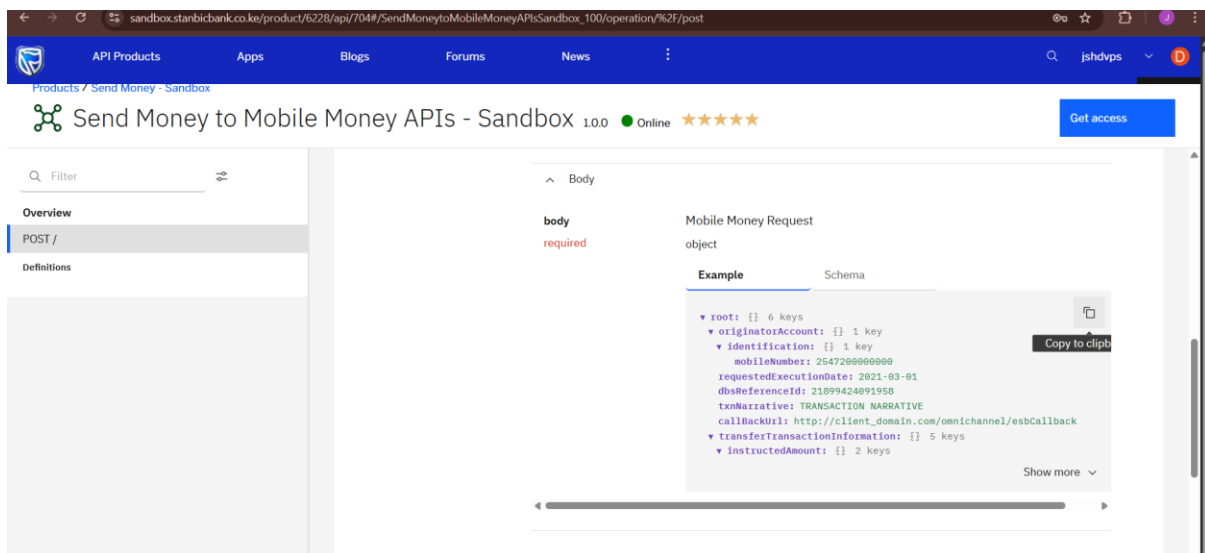 sandbox.stanbicbank.co.ke/product/6228/api/704#/SendMoneytoMobileMoneyAPIsSandbox_100/operation/%2F/post
J
API Products Apps Blogs Forums News jshdvps D
Products / Send Money - Sandbox
Send Money to Mobile Money APIs - Sandbox 1.0.0 Online ★★★★★ Get access
Filter
Overview
POST /
Definitions
Body
body Mobile Money Request
required object
Example Schema
▼ root: {} 6 keys
▼ originatorAccount: {} 1 key
▼ identification: {} 1 key
mobileNumber: 2547200000000
requestedExecutionDate: 2021-03-01
dbsReferenceId: 21899424091958
txnNarrative: TRANSACTION NARRATIVE
callBackUrl: http://client_domain.com/omnichannel/esbCallback
▼ transferTransactionInformation: {} 5 keys
▼ instructedAmount: {} 2 keys
Copy to clipb
Show more